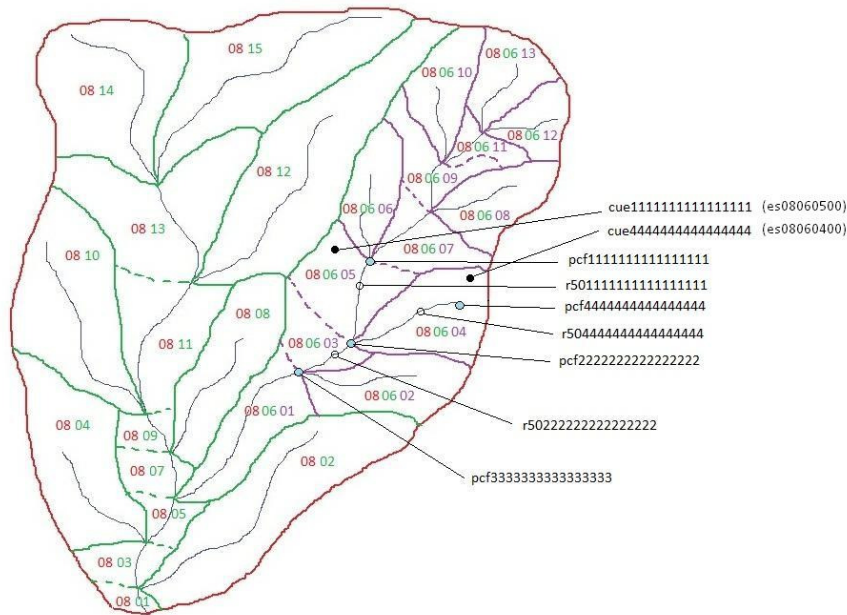 08 15
08 14
08 06 13
08 06 10
08 06 12
08 06 11
08 12
08 06 09
08 06 06
08 06 08
cue1111111111111111 (es08060500)
08 13
cue4444444444444444 (es08060400)
08 10
08 06 07
pcf1111111111111111
08 06 05
r50111111111111111
pcf4444444444444444
08 08
08 06 04
r504444444444444444
08 11
08 06 03
pcf2222222222222222
08 06 02
08 06 01
08 04
r50222222222222222
08 09
08 02
08 07
pcf3333333333333333
08 05
08 03
08 01